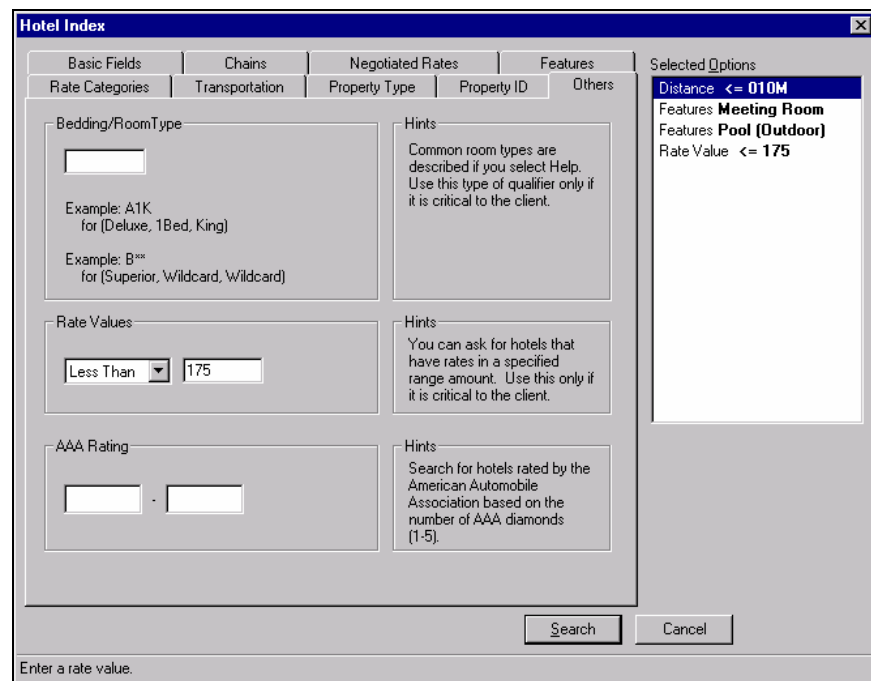 Hotel Index
Basic Fields Chains Negotiated Rates Features
Rate Categories Transportation Property Type Property ID Others
Bedding/RoomType
Example: A1K
for (Deluxe, 1Bed, King)
Example: B**
for (Superior, Wildcard, Wildcard)
Hints
Common room types are
described if you select Help.
Use this type of qualifier only if
it is critical to the client.
Rate Values
Less Than 175
Hints
You can ask for hotels that
have rates in a specified
range amount. Use this only if
it is critical to the client.
AAA Rating
-
Hints
Search for hotels rated by the
American Automobile
Association based on the
number of AAA diamonds
(1-5).
Selected Options
Distance <= 010M
Features Meeting Room
Features Pool (Outdoor)
Rate Value <= 175
Search Cancel
Enter a rate value.